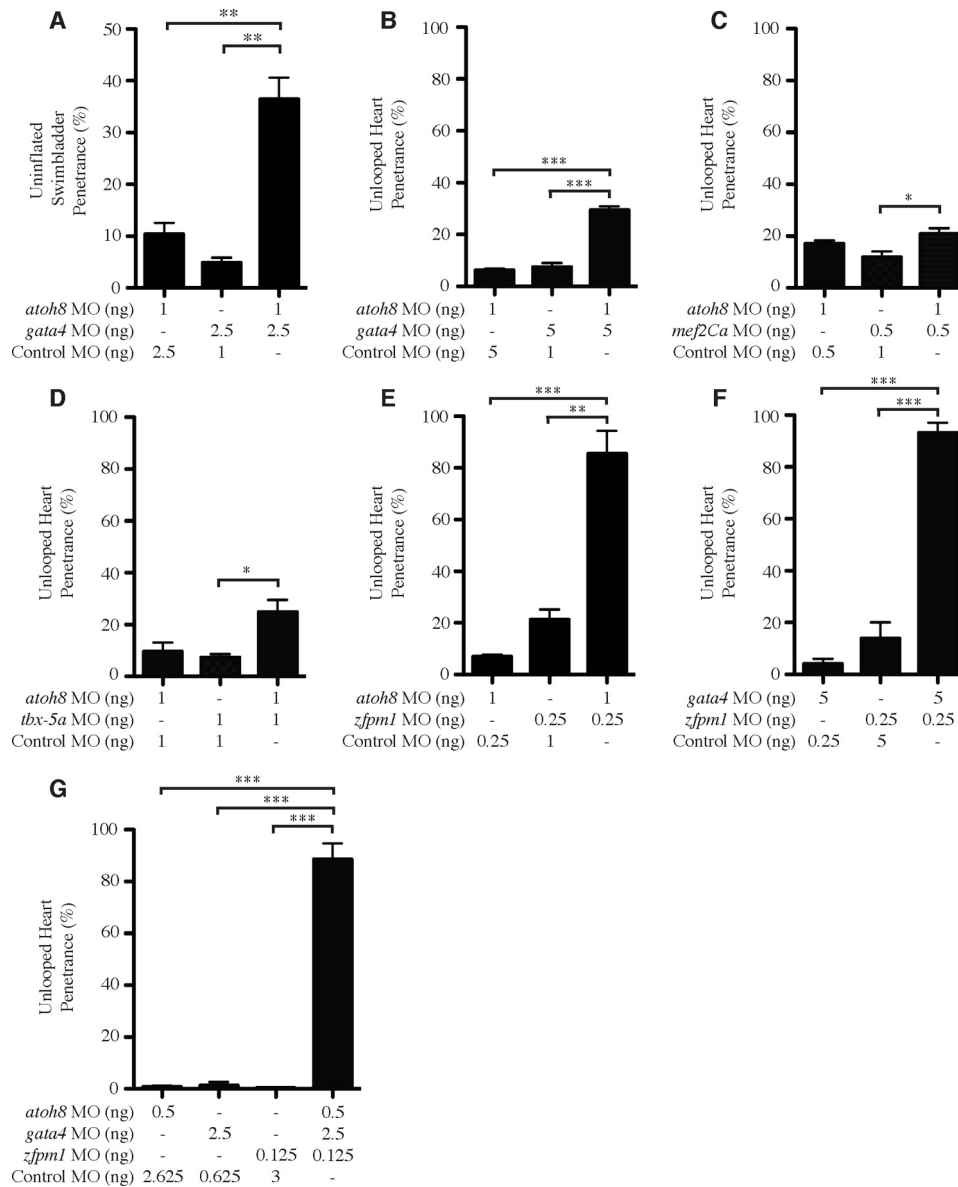 A
**
**
50
40
30
20
10
0
Uninflated
Swimbladder
Penetrance (%)
atoh8 MO (ng) 1 - 1
gata4 MO (ng) - 2.5 2.5
Control MO (ng) 2.5 1 -
B
***
***
100
80
60
40
20
0
Unlooped Heart
Penetrance (%)
atoh8 MO (ng) 1 - 1
gata4 MO (ng) - 5 5
Control MO (ng) 5 1 -
C
*
100
80
60
40
20
0
Unlooped Heart
Penetrance (%)
atoh8 MO (ng) 1 - 1
mef2Ca MO (ng) - 0.5 0.5
Control MO (ng) 0.5 1 -
D
*
100
80
60
40
20
0
Unlooped Heart
Penetrance (%)
atoh8 MO (ng) 1 - 1
tbx-5a MO (ng) - 1 1
Control MO (ng) 1 1 -
E
***
**
100
80
60
40
20
0
Unlooped Heart
Penetrance (%)
atoh8 MO (ng) 1 - 1
zfpm1 MO (ng) - 0.25 0.25
Control MO (ng) 0.25 1 -
F
***
***
100
80
60
40
20
0
Unlooped Heart
Penetrance (%)
gata4 MO (ng) 5 - 5
zfpm1 MO (ng) - 0.25 0.25
Control MO (ng) 0.25 5 -
G
***
***
***
100
80
60
40
20
0
Unlooped Heart
Penetrance (%)
atoh8 MO (ng) 0.5 - - 0.5
gata4 MO (ng) - 2.5 - 2.5
zfpm1 MO (ng) - - 0.125 0.125
Control MO (ng) 2.625 0.625 3 -